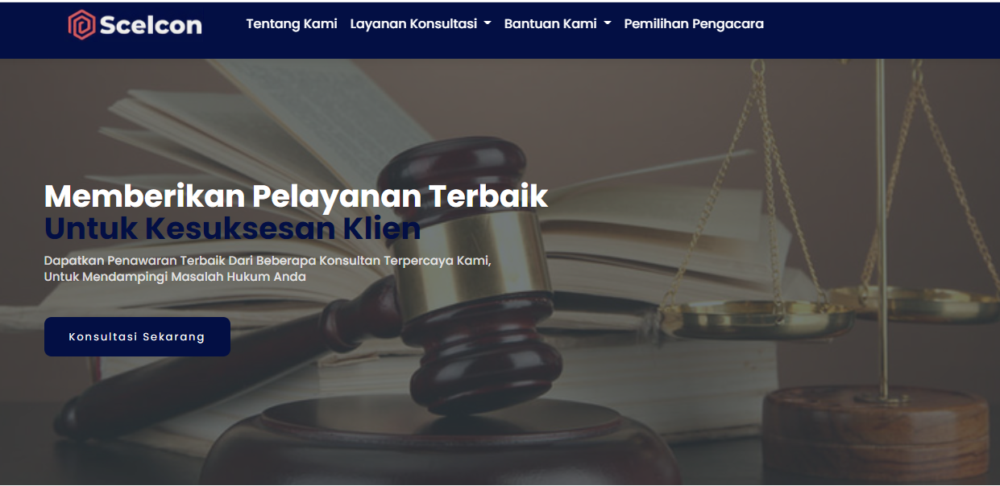 Scelcon
Tentang Kami
Layanan Konsultasi
Bantuan Kami
Pemilihan Pengacara
Memberikan Pelayanan Terbaik
Untuk Kesuksesan Klien
Dapatkan Penawaran Terbaik Dari Beberapa Konsultan Terpercaya Kami,
Untuk Mendampingi Masalah Hukum Anda
Konsultasi Sekarang